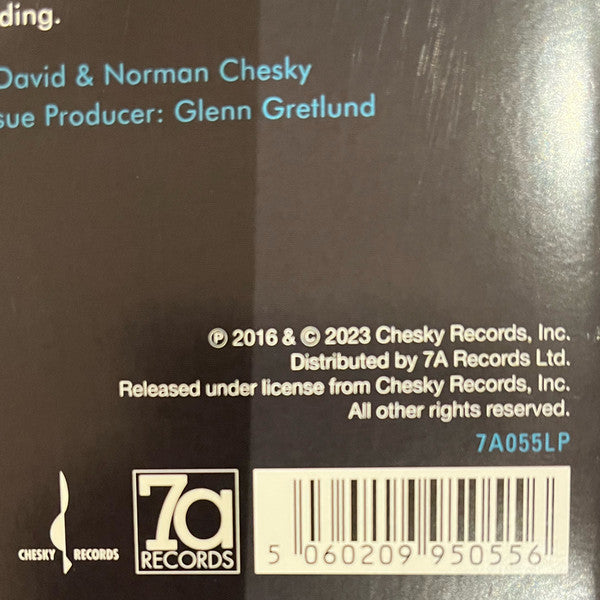 ding.
David & Norman Chesky
sue Producer: Glenn Gretlund
℗ 2016 & © 2023 Chesky Records, Inc.
Distributed by 7A Records Ltd.
Released under license from Chesky Records, Inc.
All other rights reserved.
7A055LP
CHESKY RECORDS
7a
RECORDS
5 060209 950556